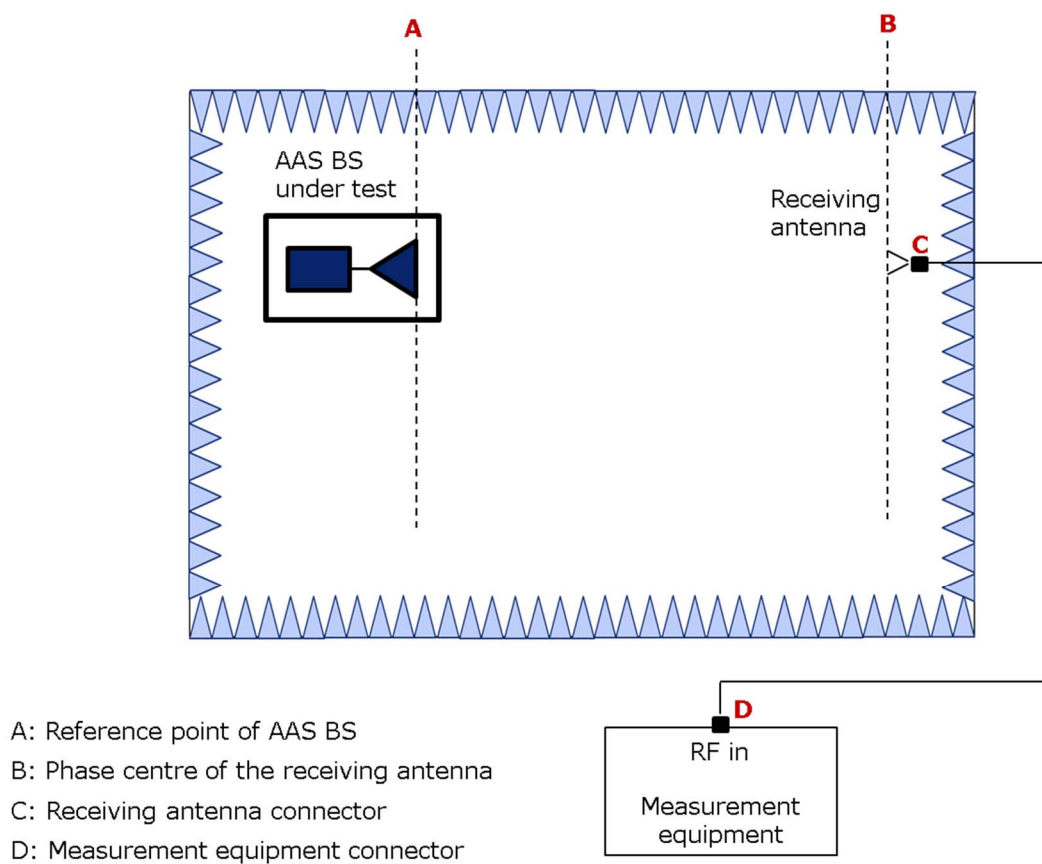 A
B
AAS BS
under test
Receiving
antenna
C
D
RF in
Measurement
equipment
A: Reference point of AAS BS
B: Phase centre of the receiving antenna
C: Receiving antenna connector
D: Measurement equipment connector